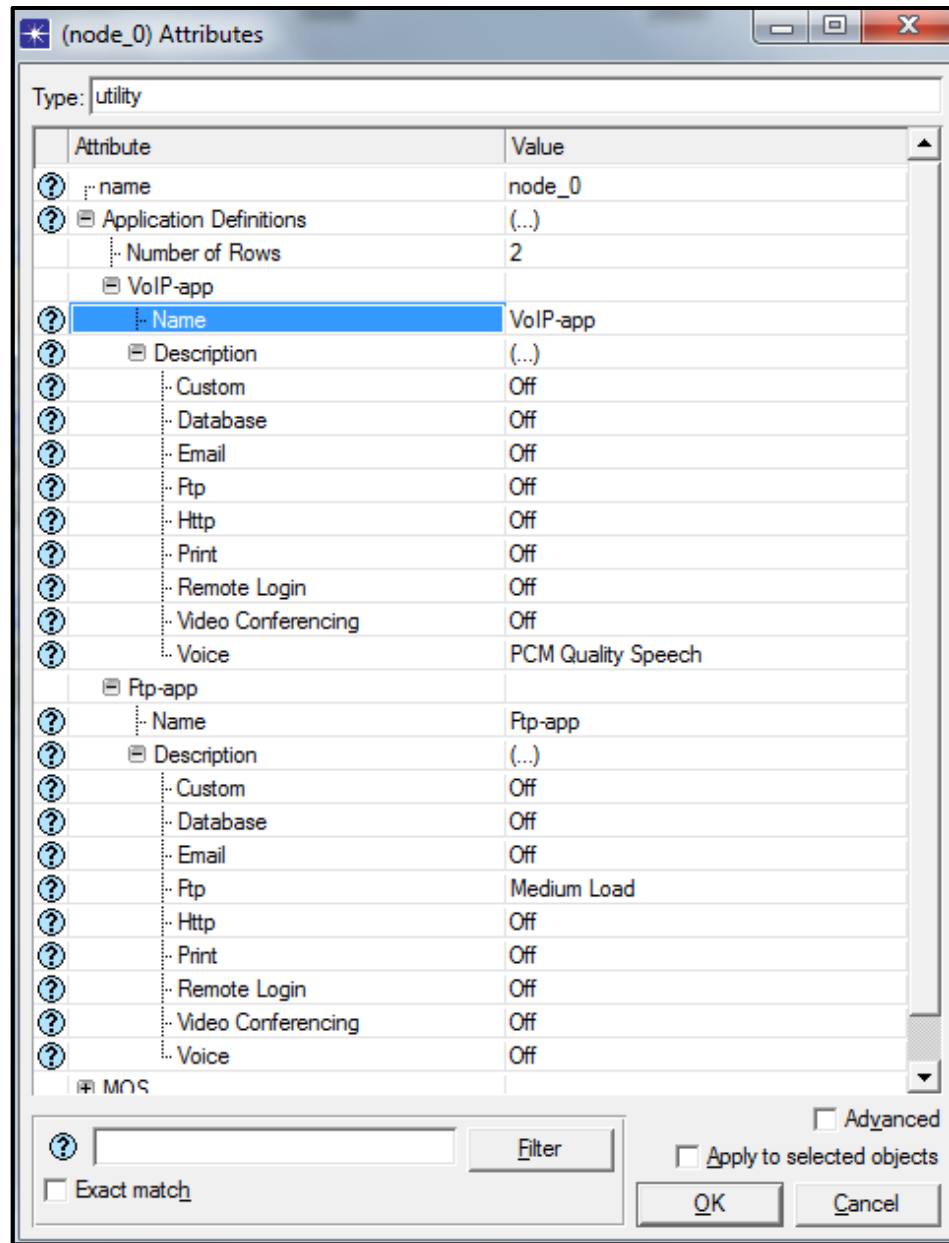 (node_0) Attributes
Type: utility
Attribute Value
name node_0
Application Definitions (...)
Number of Rows 2
VoIP-app
Name VoIP-app
Description (...)
Custom Off
Database Off
Email Off
Ftp Off
Http Off
Print Off
Remote Login Off
Video Conferencing Off
Voice PCM Quality Speech
Ftp-app
Name Ftp-app
Description (...)
Custom Off
Database Off
Email Off
Ftp Medium Load
Http Off
Print Off
Remote Login Off
Video Conferencing Off
Voice Off
MOS
Advanced
Filter
Apply to selected objects
Exact match
OK Cancel